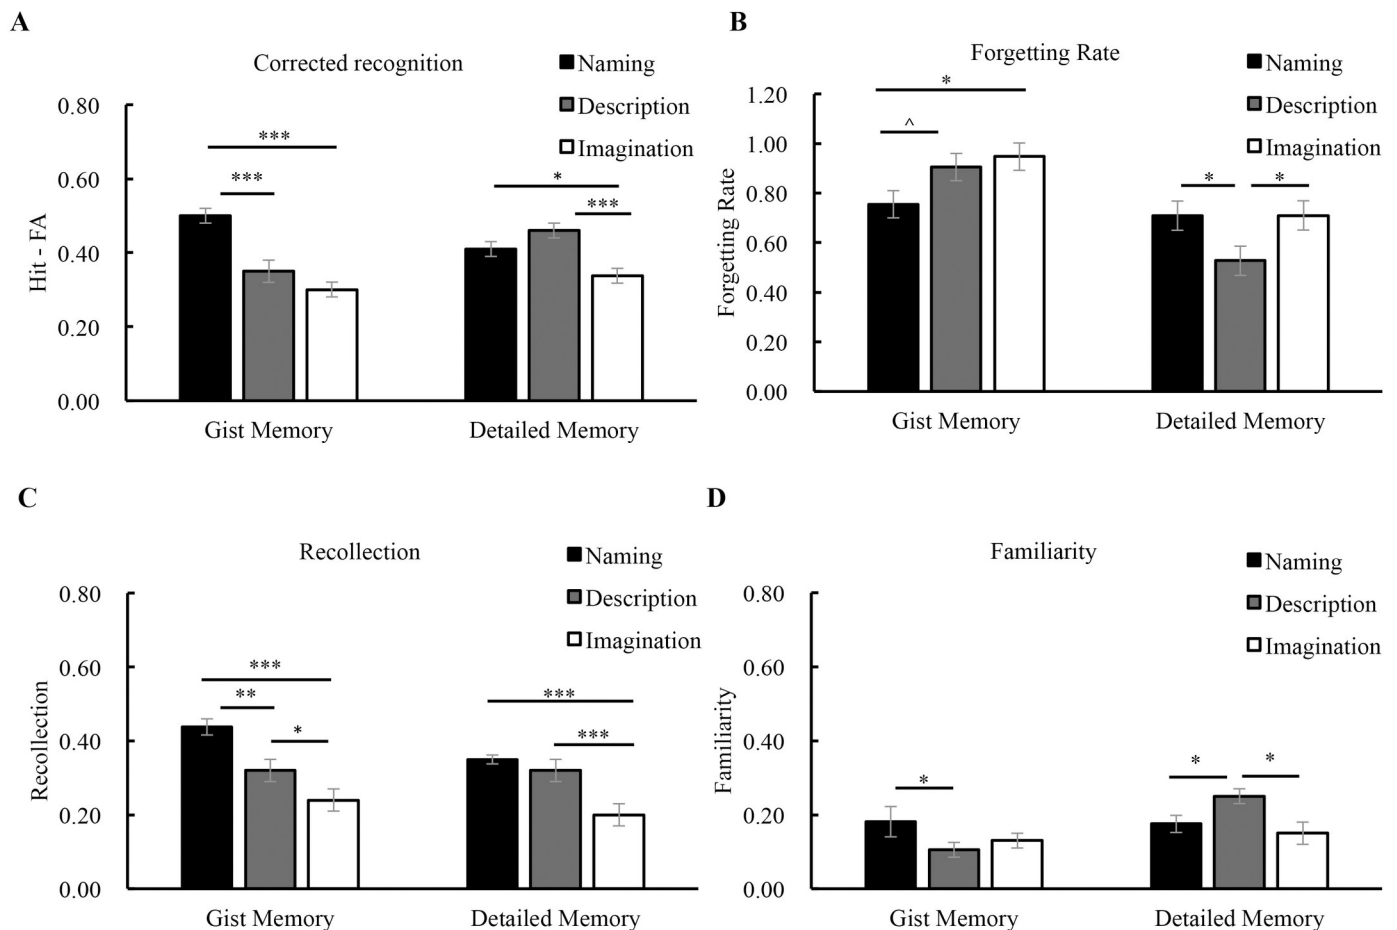 A
Corrected recognition
Naming
Description
Imagination
0.80
0.60
0.40
0.20
0.00
Hit - FA
***
***
*
***
Gist Memory
Detailed Memory
B
Forgetting Rate
Naming
Description
Imagination
1.20
1.00
0.80
0.60
0.40
0.20
0.00
Forgetting Rate
*
^
*
*
Gist Memory
Detailed Memory
C
Recollection
Naming
Description
Imagination
0.80
0.60
0.40
0.20
0.00
Recollection
***
**
*
***
***
Gist Memory
Detailed Memory
D
Familiarity
Naming
Description
Imagination
0.80
0.60
0.40
0.20
0.00
Familiarity
*
*
*
Gist Memory
Detailed Memory